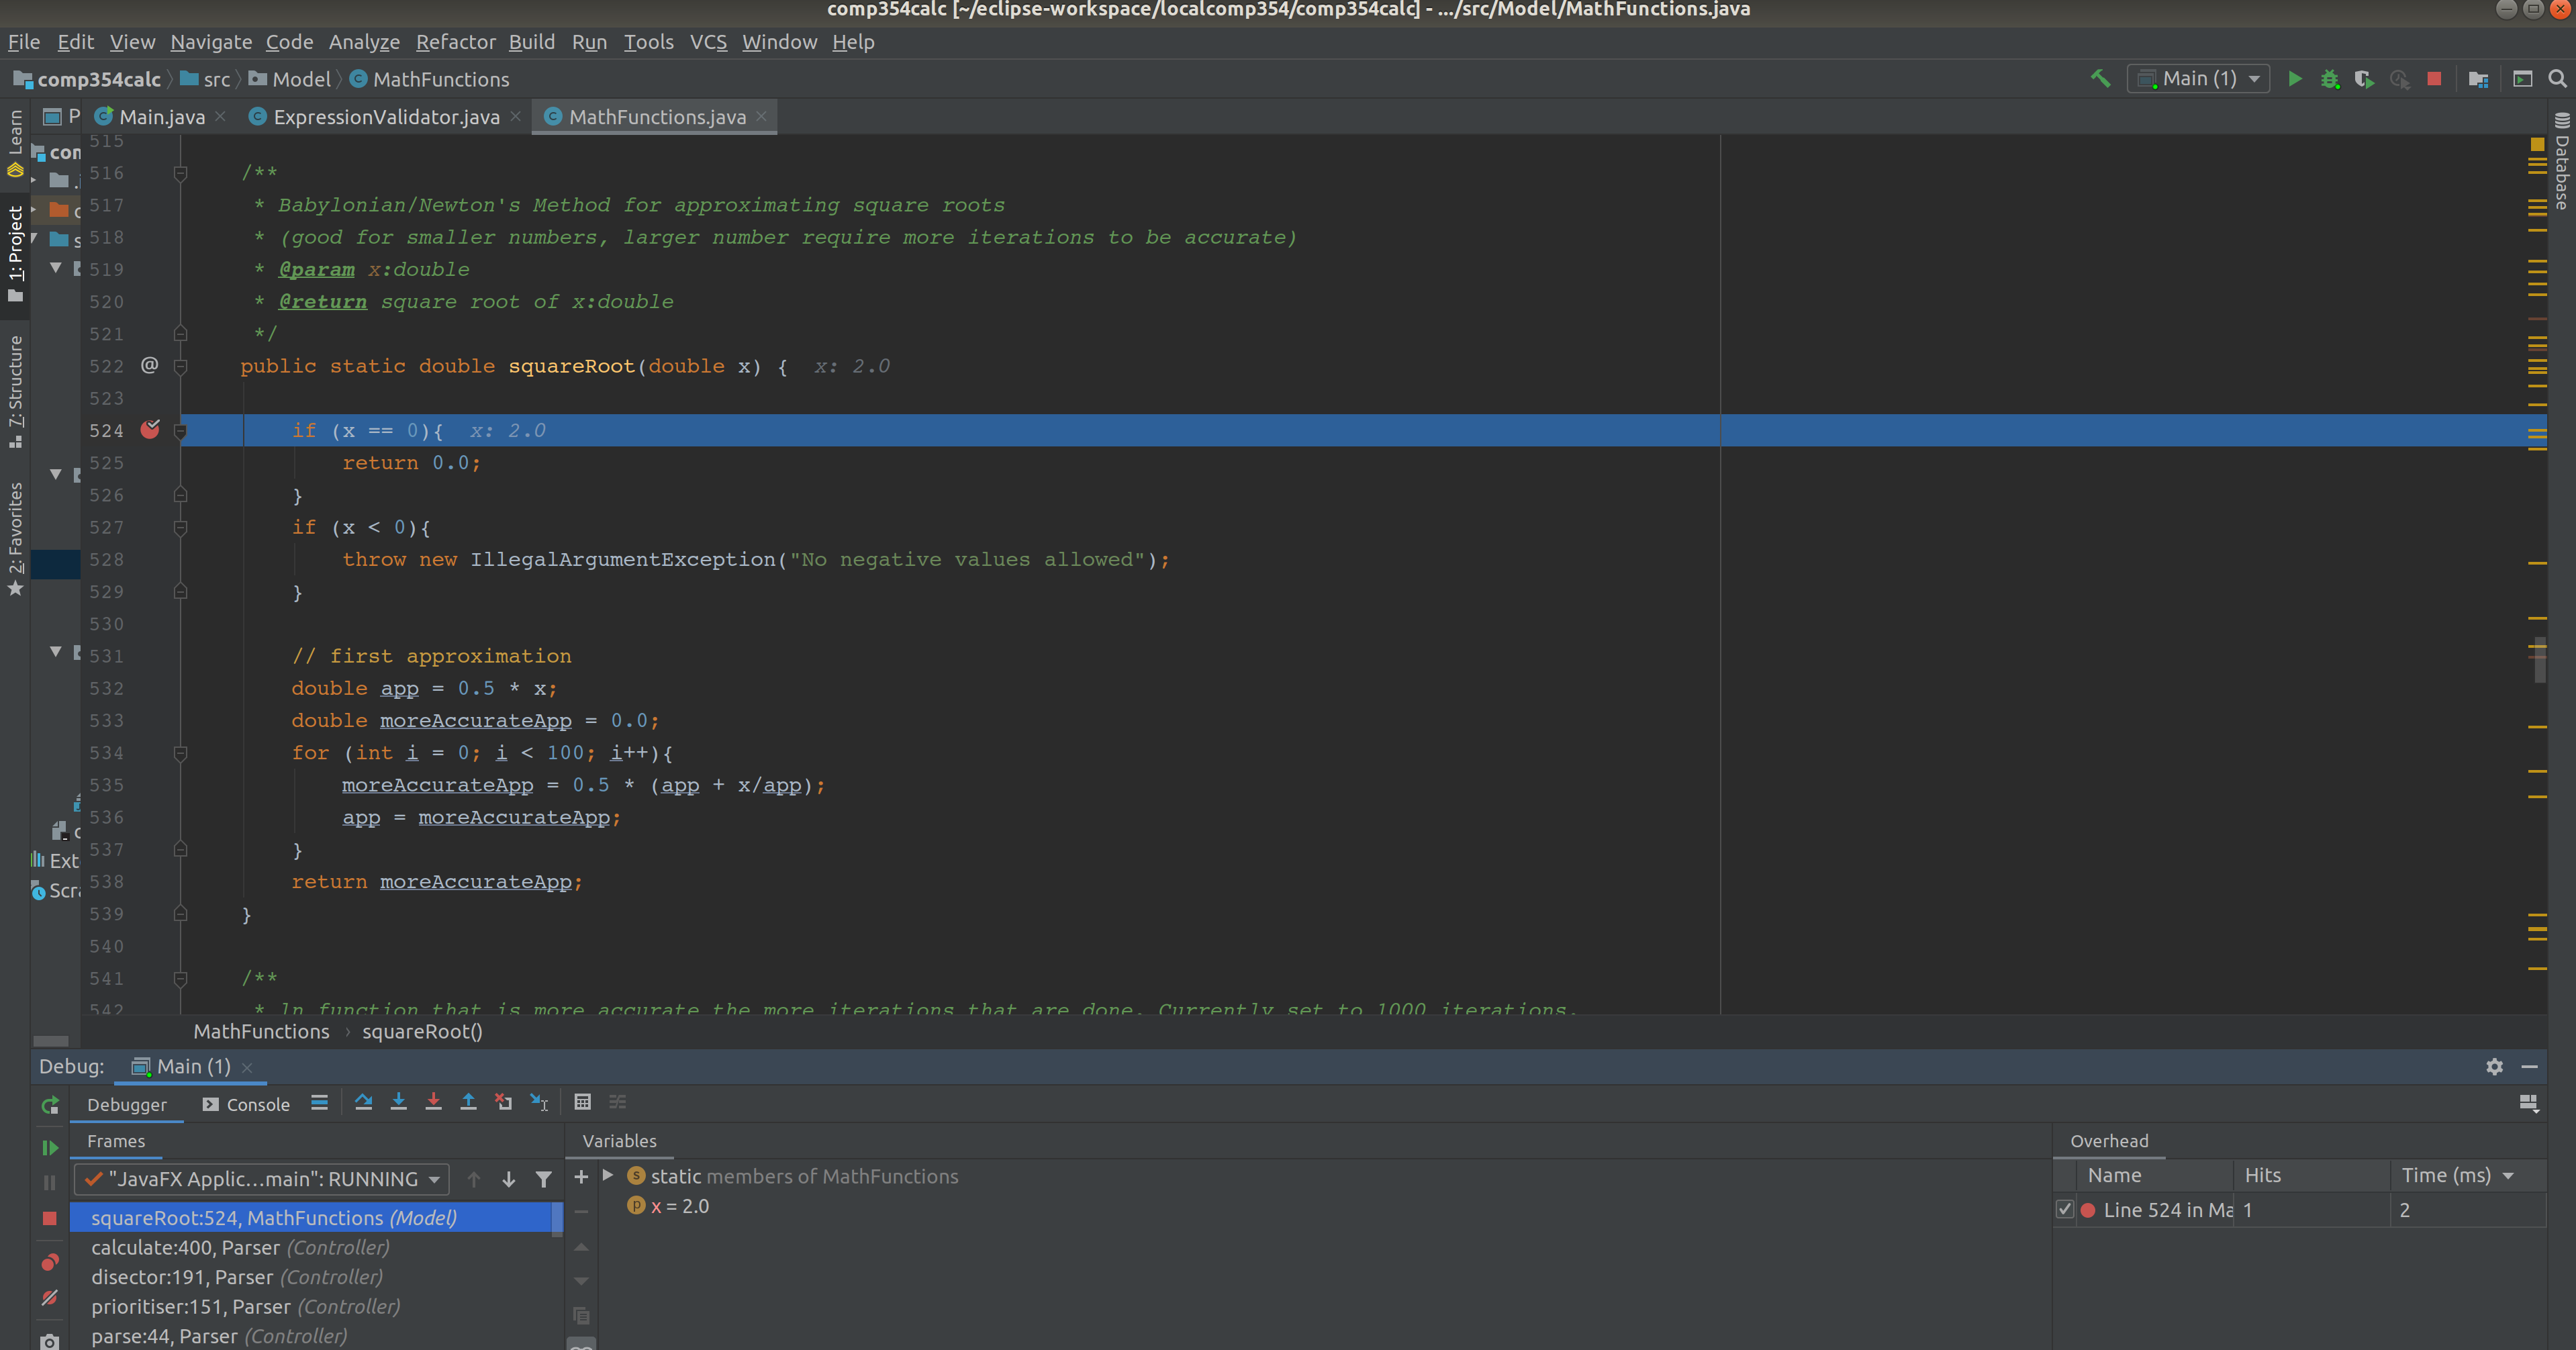 comp354calc [~/eclipse-workspace/localcomp354/comp354calc] - .../src/Model/MathFunctions.java
File Edit View Navigate Code Analyze Refactor Build Run Tools VCS Window Help
comp354calc src Model MathFunctions Main (1)
Learn
1: Project
7: Structure
2: Favorites
Database
P Main.java ExpressionValidator.java MathFunctions.java
com
Ext
Scra
515
516 /**
517 * Babylonian/Newton's Method for approximating square roots
518 * (good for smaller numbers, larger number require more iterations to be accurate)
519 * @param x:double
520 * @return square root of x:double
521 */
522 @ public static double squareRoot(double x) { x: 2.0
523
524 if (x == 0){ x: 2.0
525 return 0.0;
526 }
527 if (x < 0){
528 throw new IllegalArgumentException("No negative values allowed");
529 }
530
531 // first approximation
532 double app = 0.5 * x;
533 double moreAccurateApp = 0.0;
534 for (int i = 0; i < 100; i++){
535 moreAccurateApp = 0.5 * (app + x/app);
536 app = moreAccurateApp;
537 }
538 return moreAccurateApp;
539 }
540
541 /**
542 * ln function that is more accurate the more iterations that are done. Currently set to 1000 iterations.
MathFunctions › squareRoot()
Debug: Main (1)
Debugger Console
Frames
"JavaFX Applic...main": RUNNING
squareRoot:524, MathFunctions (Model)
calculate:400, Parser (Controller)
disector:191, Parser (Controller)
prioritiser:151, Parser (Controller)
parse:44, Parser (Controller)
Variables
static members of MathFunctions
x = 2.0
Overhead
Name Hits Time (ms)
Line 524 in Ma 1 2